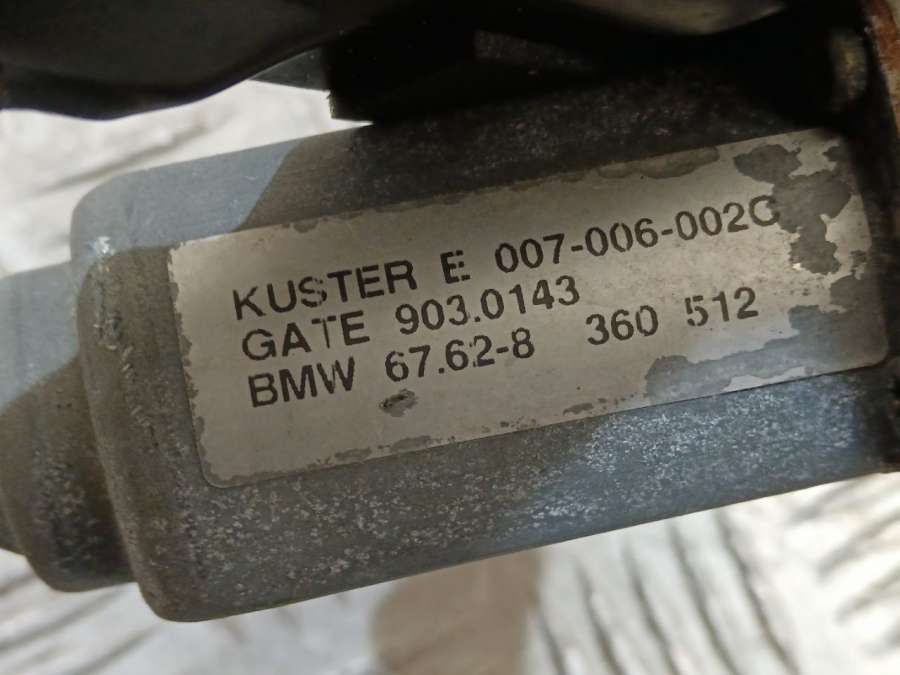 KUSTER E 007-006-002C
GATE 903.0143
BMW 67.62-8 360 512